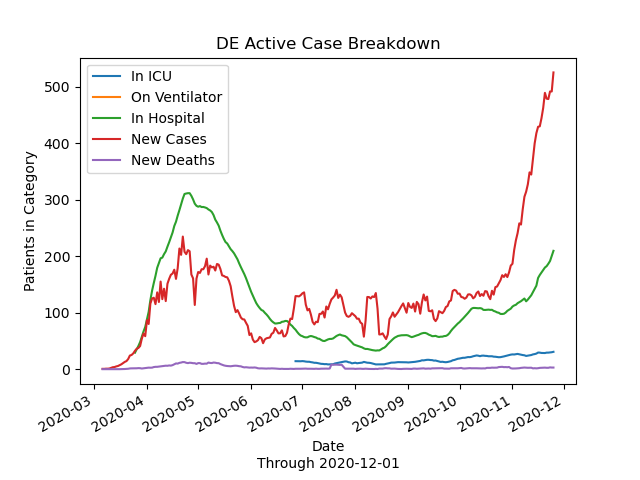 DE Active Case Breakdown
In ICU
On Ventilator
In Hospital
New Cases
New Deaths
Patients in Category
500
400
300
200
100
0
2020-03
2020-04
2020-05
2020-06
2020-07
2020-08
2020-09
2020-10
2020-11
2020-12
Date
Through 2020-12-01